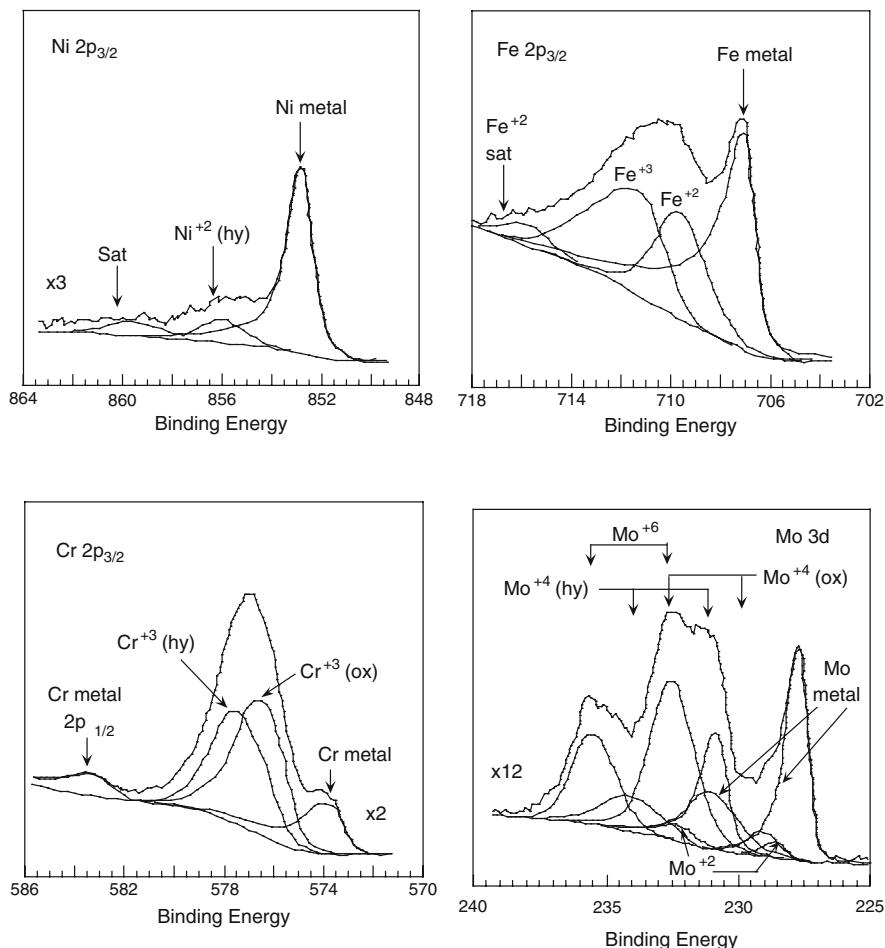 Ni 2p3/2
Ni metal
Ni+2 (hy)
Sat
x3
864 860 856 852 848
Binding Energy
Fe 2p3/2
Fe metal
Fe+2
sat
Fe+3
Fe+2
718 714 710 706 702
Binding Energy
Cr 2p3/2
Cr+3 (hy)
Cr+3 (ox)
Cr metal
2p 1/2
Cr metal
x2
586 582 578 574 570
Binding Energy
Mo+6
Mo 3d
Mo+4 (hy)
Mo+4 (ox)
Mo
metal
x12
Mo+2
240 235 230 225
Binding Energy